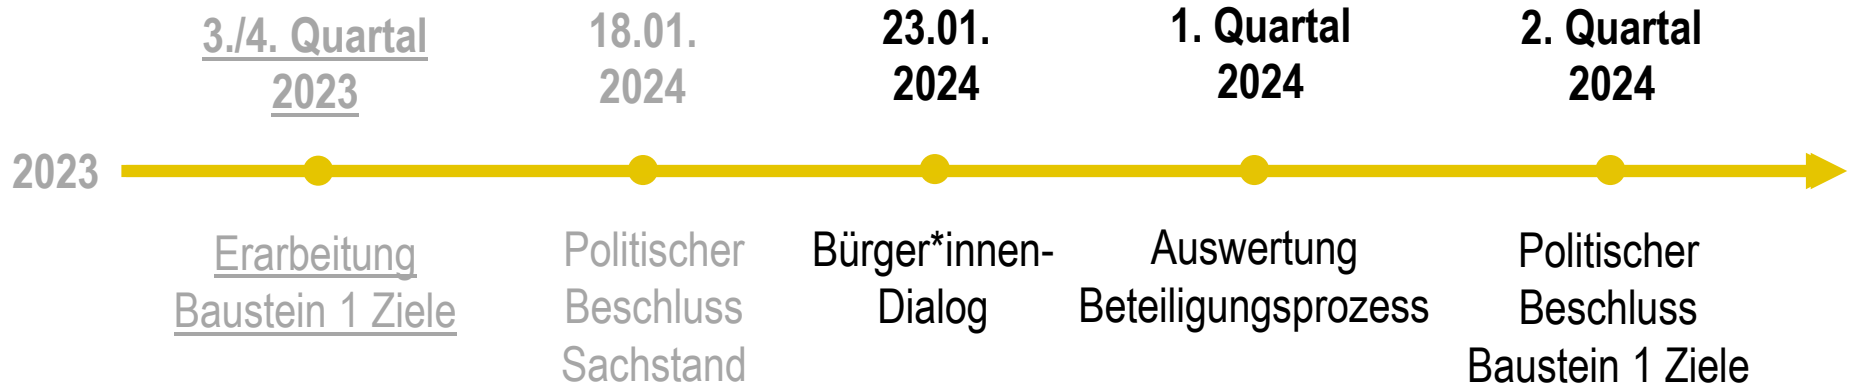 3./4. Quartal
2023
18.01.
2024
23.01.
2024
1. Quartal
2024
2. Quartal
2024
2023
Erarbeitung
Baustein 1 Ziele
Politischer
Beschluss
Sachstand
Bürger*innen-
Dialog
Auswertung
Beteiligungsprozess
Politischer
Beschluss
Baustein 1 Ziele